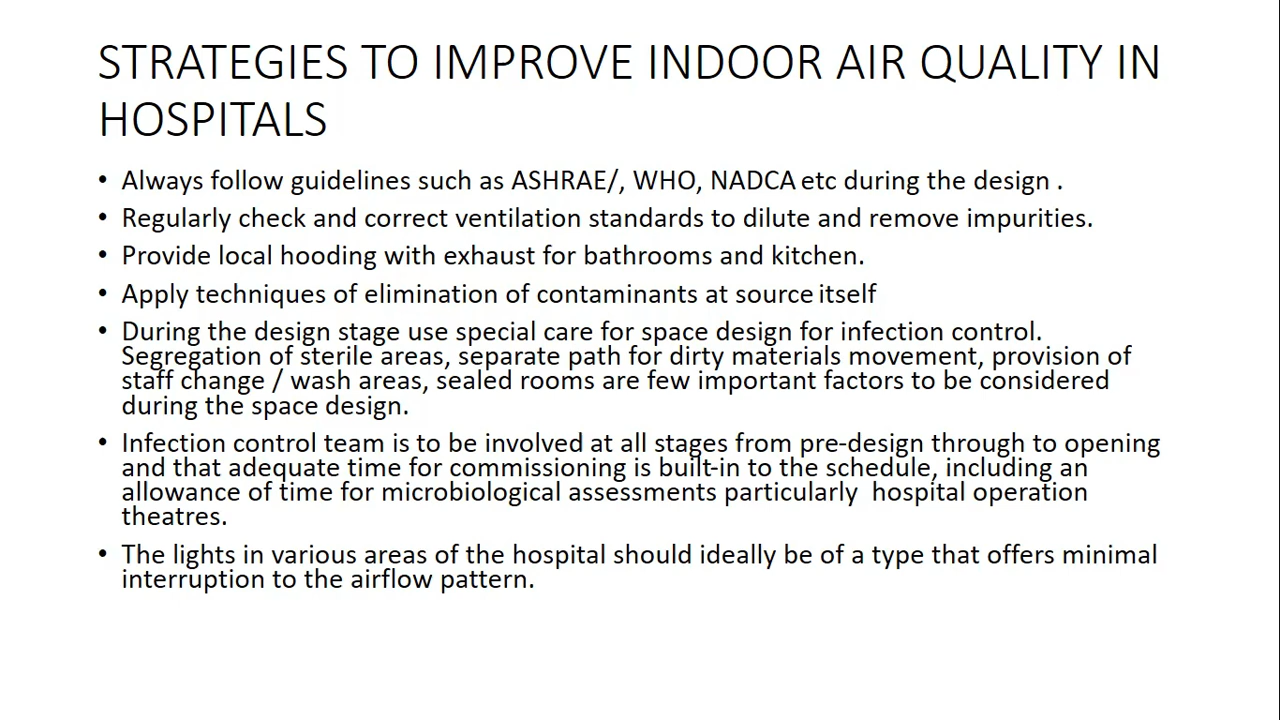 STRATEGIES TO IMPROVE INDOOR AIR QUALITY IN
HOSPITALS
• Always follow guidelines such as ASHRAE/, WHO, NADCA etc during the design .
• Regularly check and correct ventilation standards to dilute and remove impurities.
• Provide local hooding with exhaust for bathrooms and kitchen.
• Apply techniques of elimination of contaminants at source itself
• During the design stage use special care for space design for infection control.
Segregation of sterile areas, separate path for dirty materials movement, provision of
staff change / wash areas, sealed rooms are few important factors to be considered
during the space design.
• Infection control team is to be involved at all stages from pre-design through to opening
and that adequate time for commissioning is built-in to the schedule, including an
allowance of time for microbiological assessments particularly  hospital operation
theatres.
• The lights in various areas of the hospital should ideally be of a type that offers minimal
interruption to the airflow pattern.